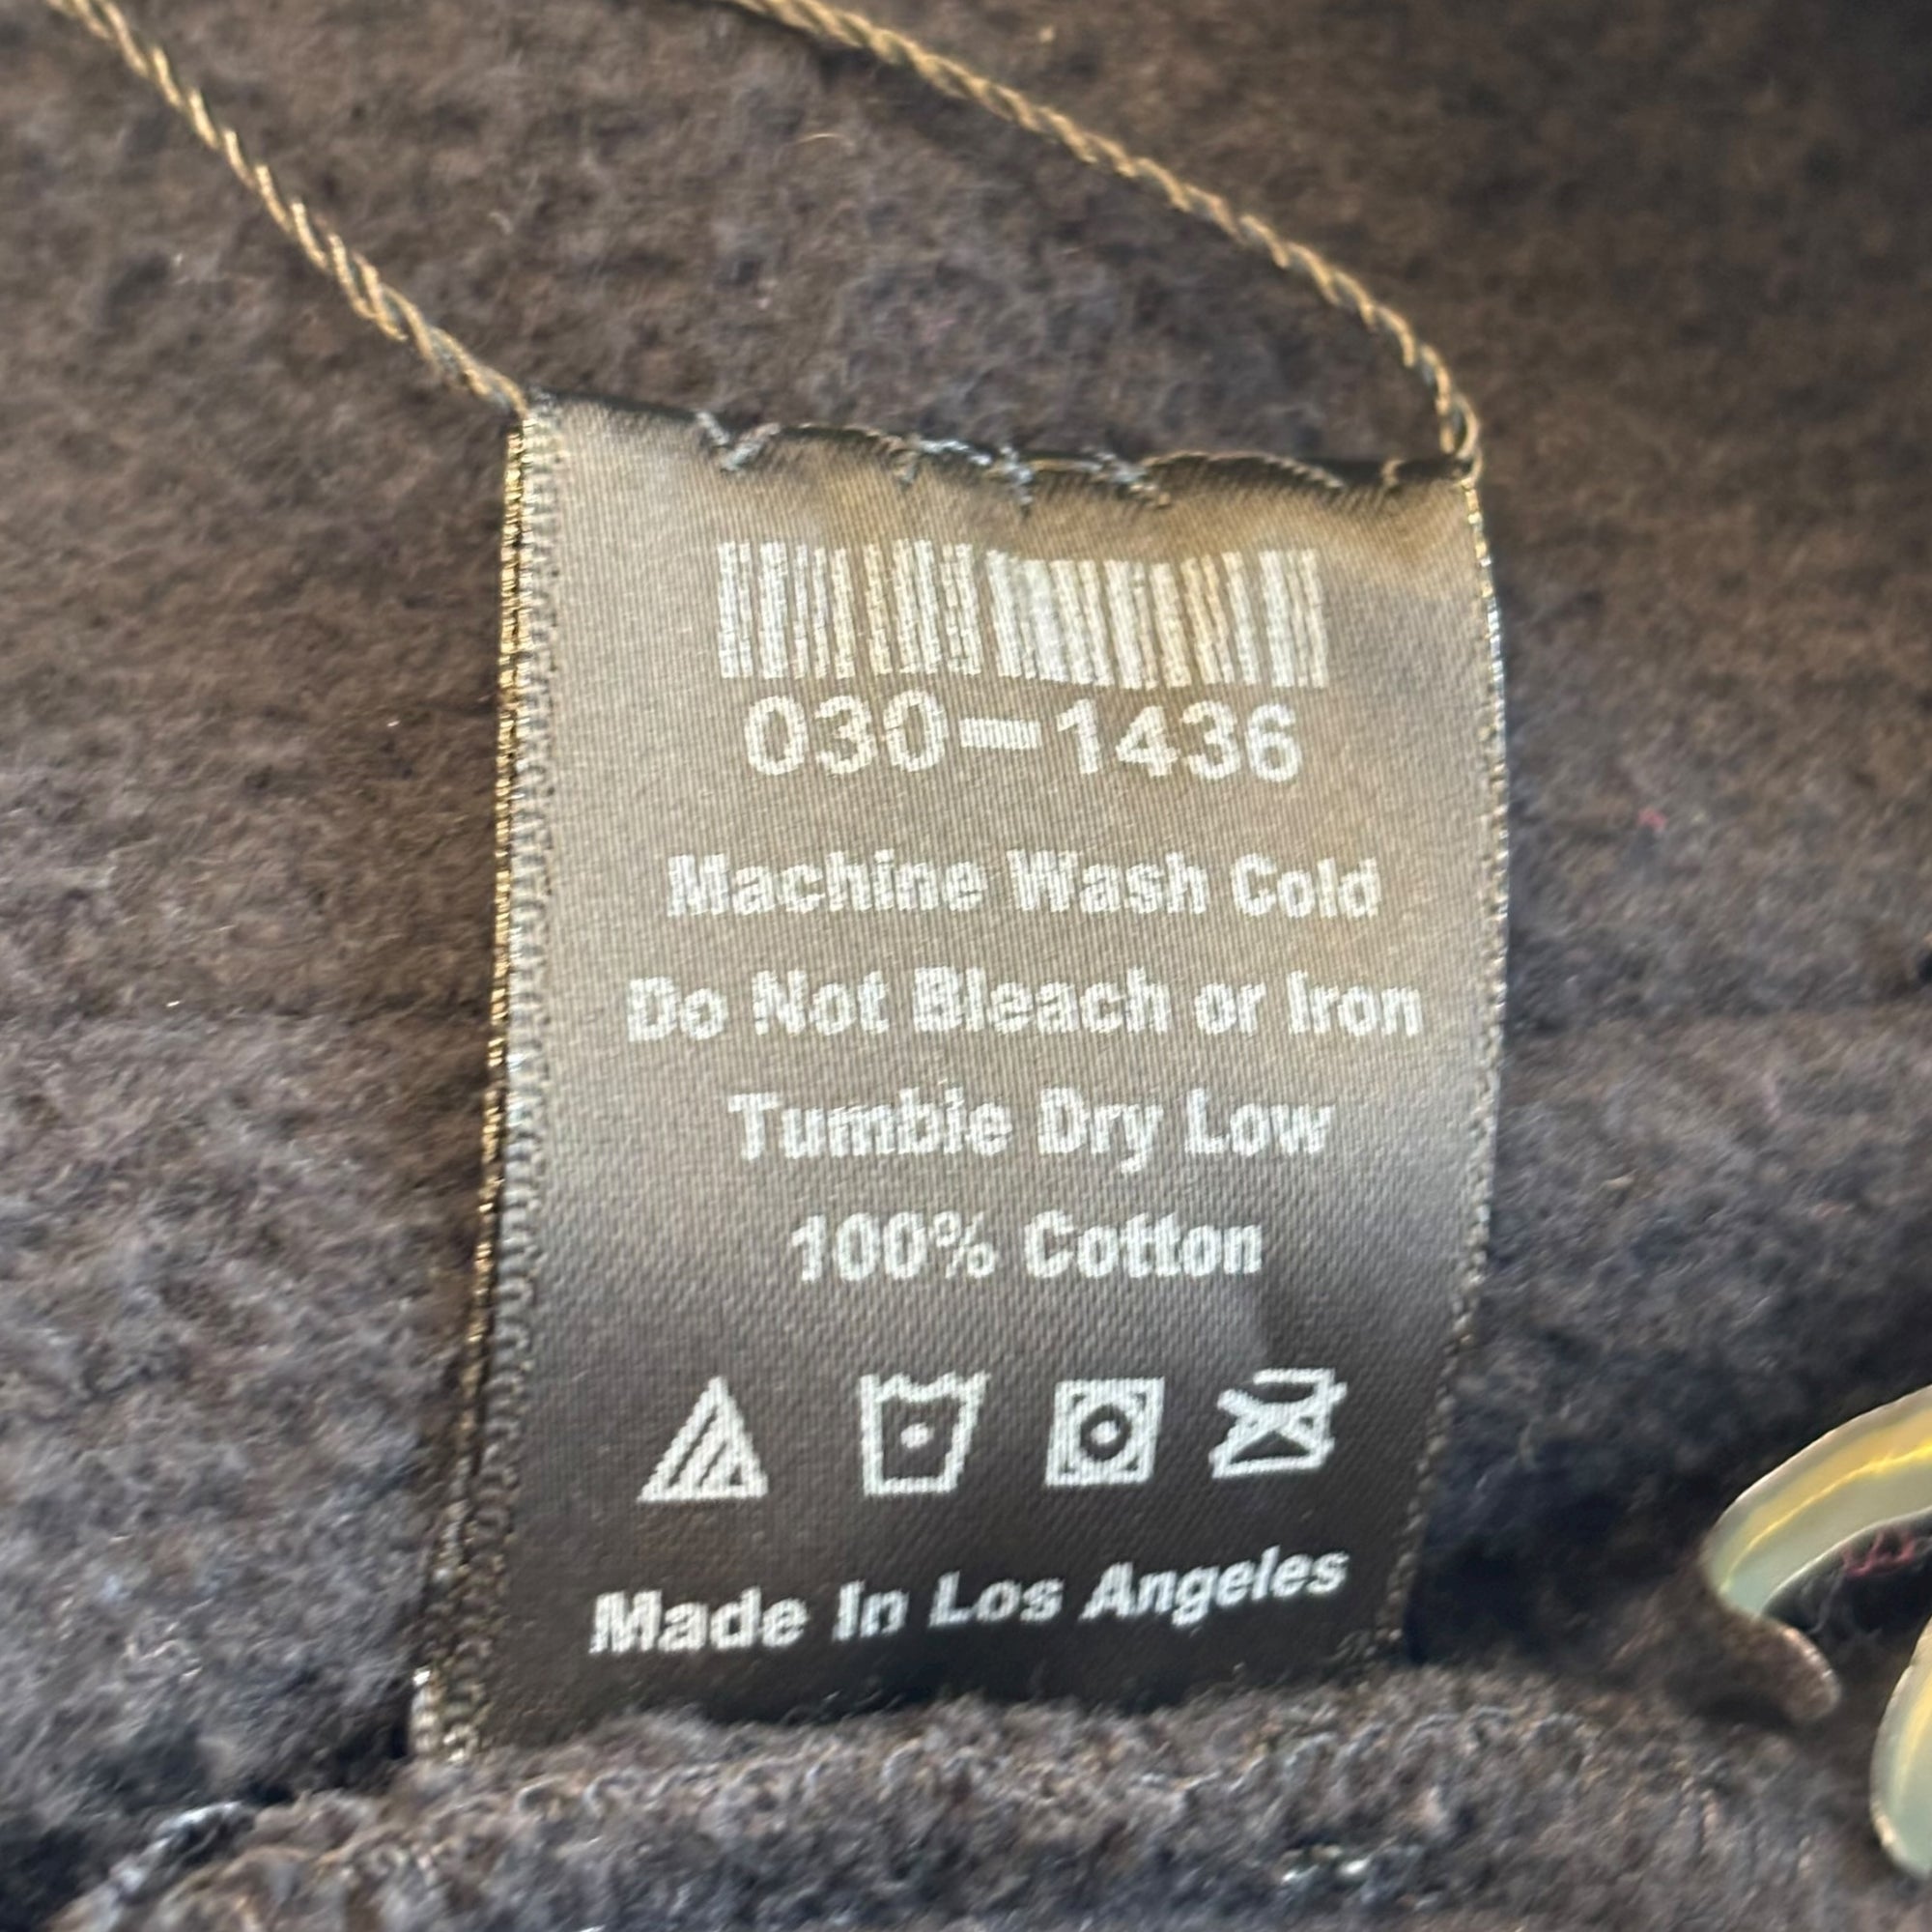 030-1436
Machine Wash Cold
Do Not Bleach or Iron
Tumble Dry Low
100% Cotton
Made In Los Angeles